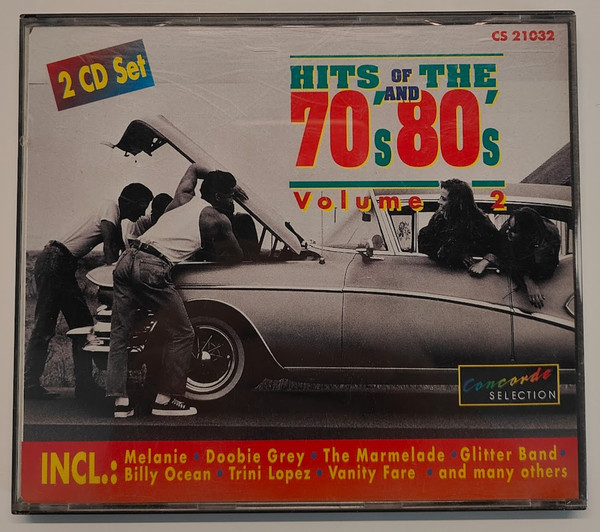 CS 21032
2 CD Set
HITS OF THE
AND
70's 80's
Volume 2
Concorde
SELECTION
INCL.: Melanie • Doobie Grey • The Marmelade • Glitter Band •
Billy Ocean • Trini Lopez • Vanity Fare • and many others